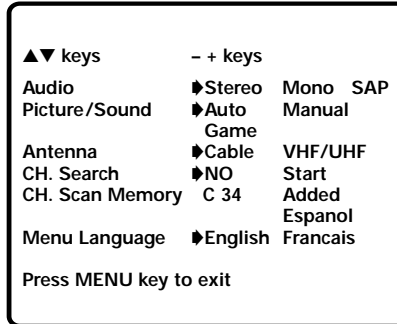 ▲▼ keys – + keys
Audio ➧Stereo Mono SAP
Picture/Sound ➧Auto Manual
Game
Antenna ➧Cable VHF/UHF
CH. Search ➧NO Start
CH. Scan Memory C 34 Added
Espanol
Menu Language ➧English Francais
Press MENU key to exit